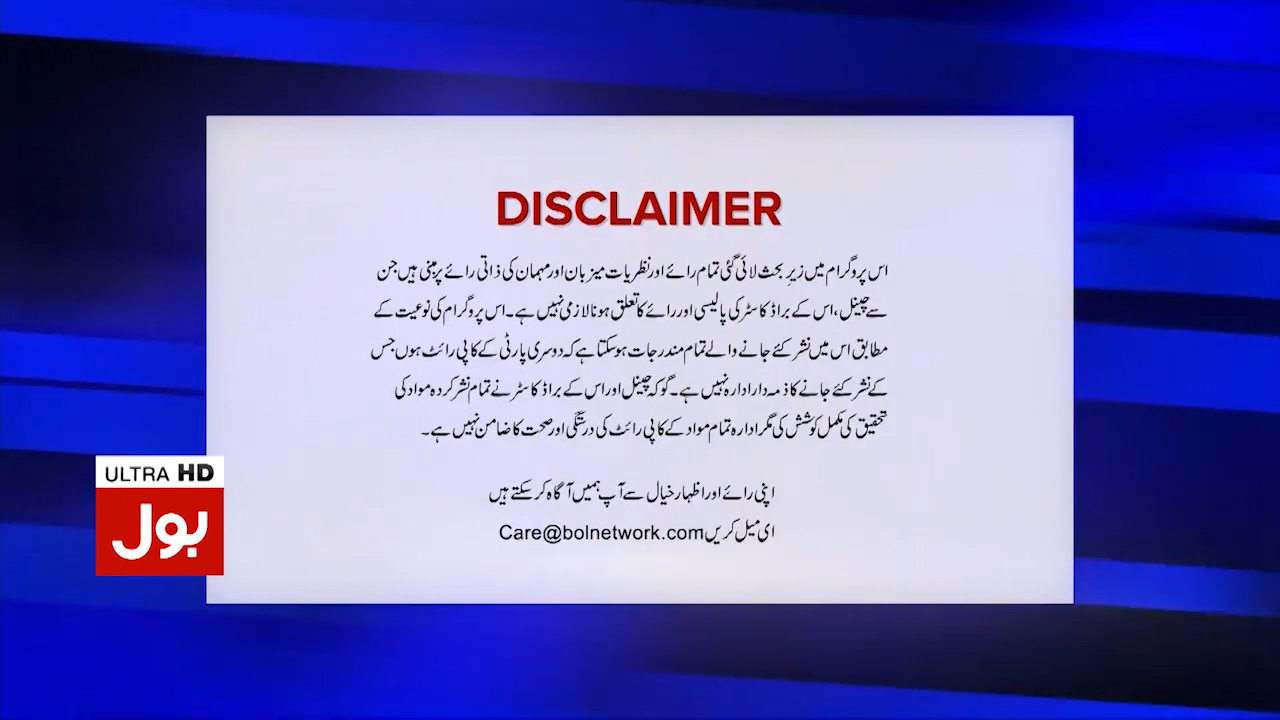 DISCLAIMER
اس پروگرام میں زیرِ بحث لائی گئی تمام رائے اور نظریات میزبان اور مہمان کی ذاتی رائے پر مبنی ہیں جن
سے چینل، اس کے براڈ کاسٹر کی پالیسی اور رائے کا تعلق ہونا لازمی نہیں ہے۔ اس پروگرام کی نوعیت کے
مطابق اس میں نشر کئے جانے والے تمام مندرجات ہوسکتا ہے کہ دوسری پارٹی کے کاپی رائٹ ہوں جس
کے نشر کئے جانے کا ذمہ دار ادارہ نہیں ہے۔ گو کہ چینل اور اس کے براڈ کاسٹر نے تمام نشر کردہ مواد کی
تحقیق کی مکمل کوشش کی مگر ادارہ تمام مواد کے کاپی رائٹ کی درستگی اور صحت کا ضامن نہیں ہے۔
اپنی رائے اور اظہار خیال سے آپ ہمیں آگاہ کرسکتے ہیں
ای میل کریں Care@bolnetwork.com
ULTRA HD
بول